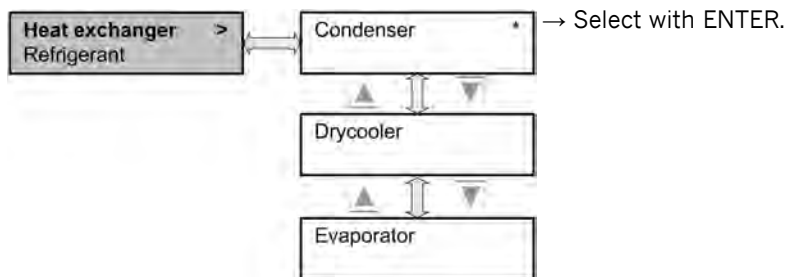 Heat exchanger >
Refrigerant
Condenser *
→ Select with ENTER.
Drycooler
Evaporator